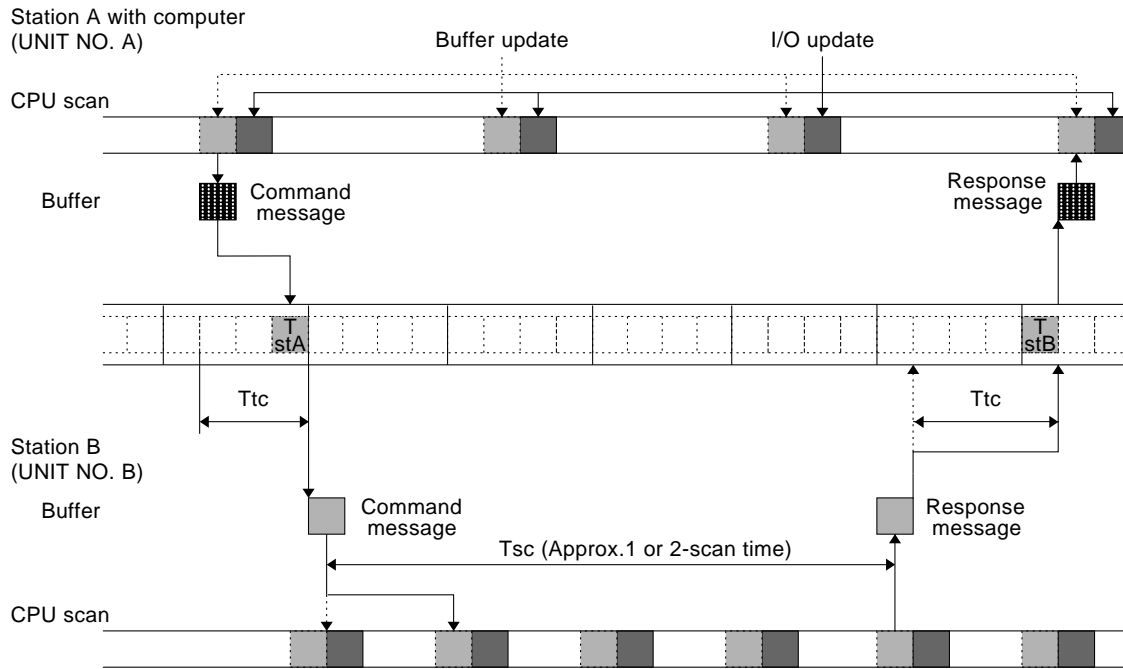 Station A with computer
(UNIT NO. A)
Buffer update
I/O update
CPU scan
Buffer
Command
message
Response
message
T
stA
T
stB
Ttc
Ttc
Station B
(UNIT NO. B)
Buffer
Command
message
Response
message
Tsc (Approx.1 or 2-scan time)
CPU scan